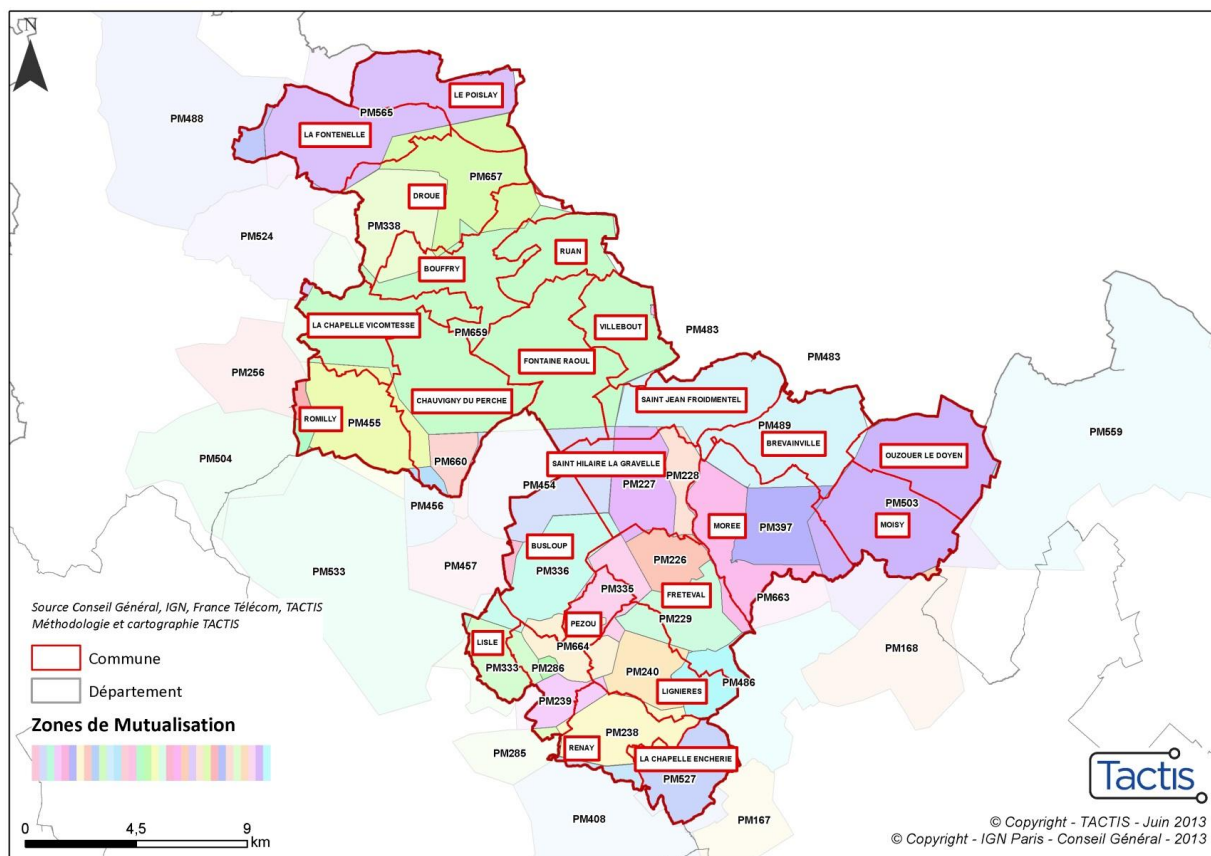 N
LE POISLAY
PM488
PM565
LA FONTENELLE
PM657
DROUE
PM338
PM524
RUAN
BOUFFRY
LA CHAPELLE VICOMTESSE
PM659
VILLEBOUT
PM483
PM483
FONTAINE RAOUL
PM256
CHAUVIGNY DU PERCHE
SAINT JEAN FROIDMENTEL
ROMILLY
PM455
PM489
BREVAINVILLE
PM559
PM504
PM660
SAINT HILAIRE LA GRAVELLE
PM228
OUZOUER LE DOYEN
PM454
PM227
PM503
PM456
MOREE
PM397
MOISY
BUSLOUP
PM533
PM457
PM336
PM226
PM335
FRETEVAL
PM663
PEZOU
PM229
LISLE
PM664
PM168
PM333
PM286
PM240
PM486
LIGNIERES
PM239
PM238
RENAY
PM285
LA CHAPELLE ENCHERIE
PM527
PM408
PM167
Source Conseil Général, IGN, France Télécom, TACTIS
Méthodologie et cartographie TACTIS
Commune
Département
Zones de Mutualisation
0 4,5 9
km
Tactis
© Copyright - TACTIS - Juin 2013
© Copyright - IGN Paris - Conseil Général - 2013